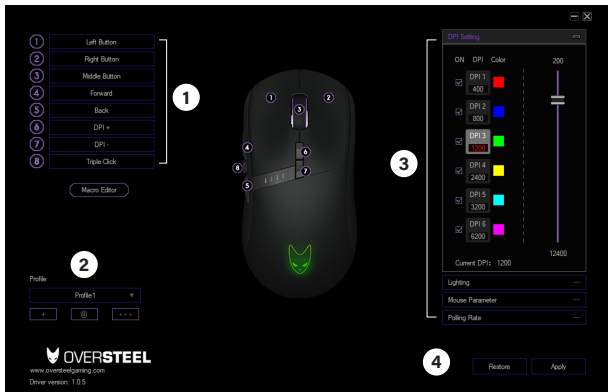 1 Left Button
2 Right Button
3 Middle Button
4 Forward
5 Back
6 DPI +
7 DPI -
8 Triple Click
Macro Editor
1
2
Profile
Profile1
+
...
OVERSTEEL
www.oversteelgaming.com
Driver version: 1.0.5
1
2
3
4
8
5
6
7
3
DPI Setting
ON DPI Color 200
DPI 1
400
DPI 2
800
DPI 3
1200
DPI 4
2400
DPI 5
3200
DPI 6
6200
12400
Current DPI: 1200
Lighting
Mouse Parameter
Polling Rate
4
Restore Apply